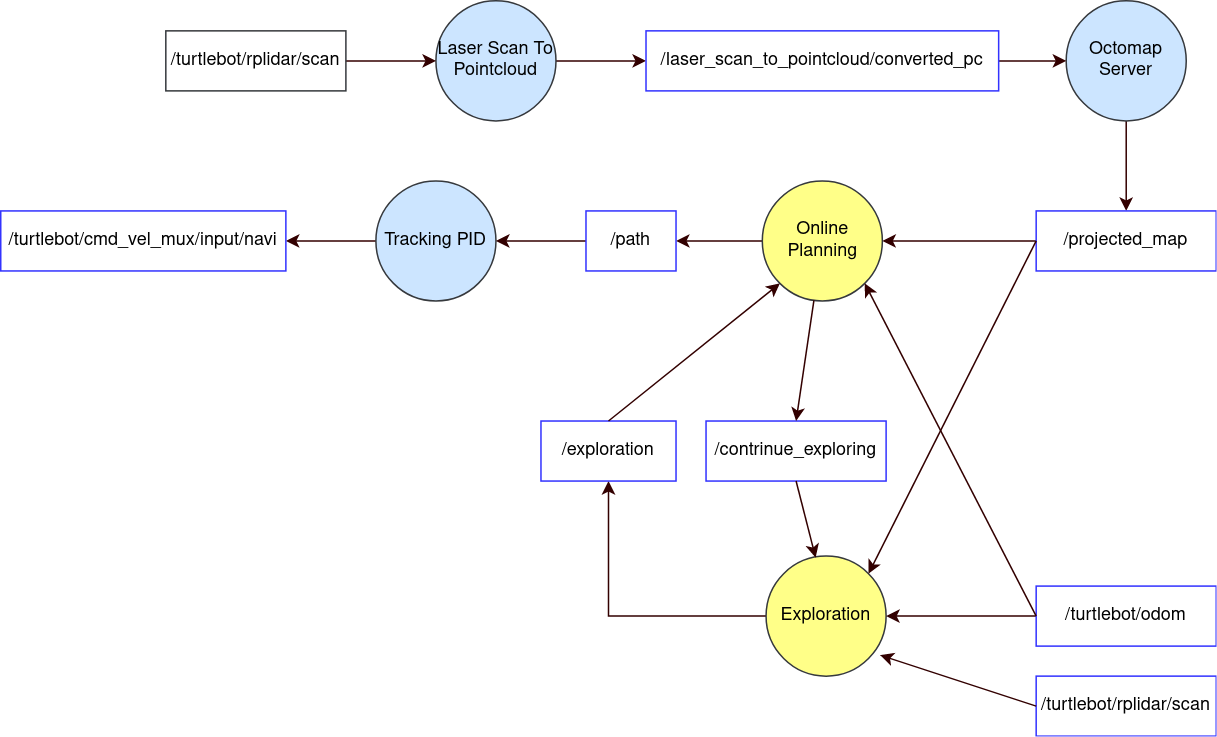 /turtlebot/rplidar/scan
Laser Scan To
Pointcloud
/laser_scan_to_pointcloud/converted_pc
Octomap
Server
/turtlebot/cmd_vel_mux/input/navi
Tracking PID
/path
Online
Planning
/projected_map
/exploration
/contrinue_exploring
Exploration
/turtlebot/odom
/turtlebot/rplidar/scan